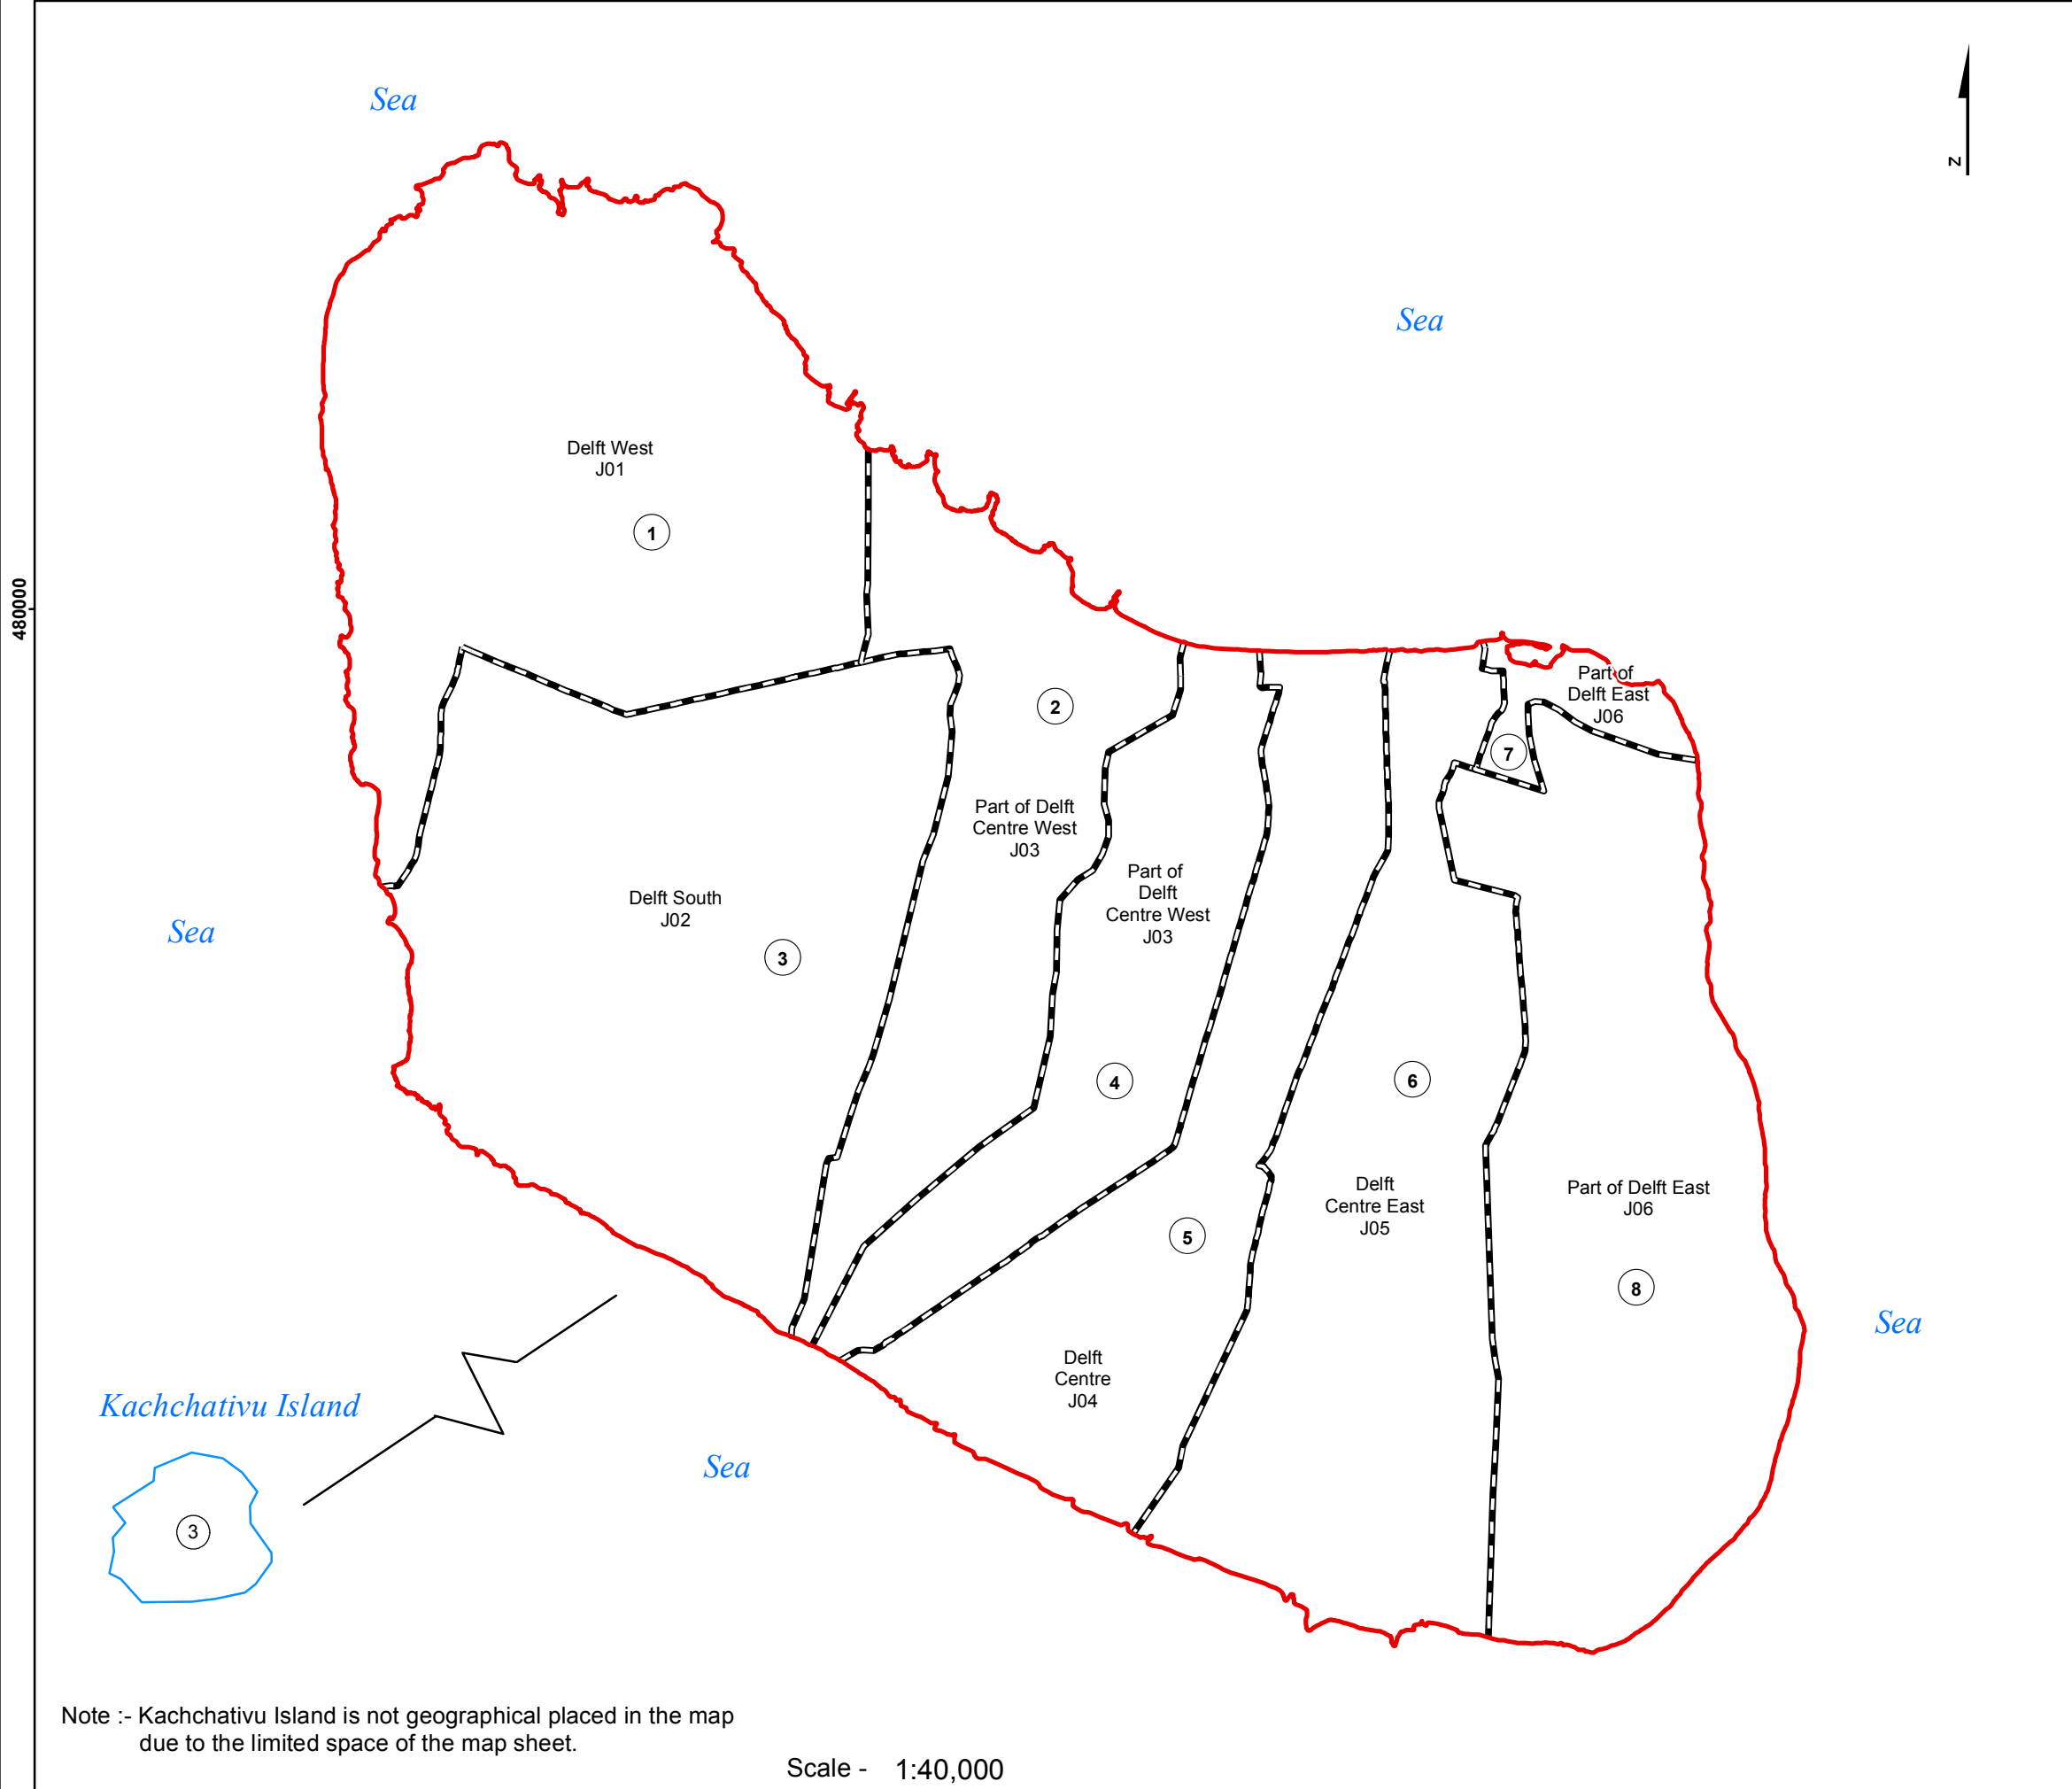 Sea
N
Sea
Delft West
J01
1
480000
2
Part of
Delft East
J06
7
Part of Delft
Centre West
J03
Part of
Delft
Centre West
J03
Delft South
J02
3
Sea
4
6
5
Delft
Centre East
J05
Part of Delft East
J06
8
Sea
Delft
Centre
J04
Kachchativu Island
3
Sea
Note :- Kachchativu Island is not geographical placed in the map
due to the limited space of the map sheet.
Scale - 1:40,000